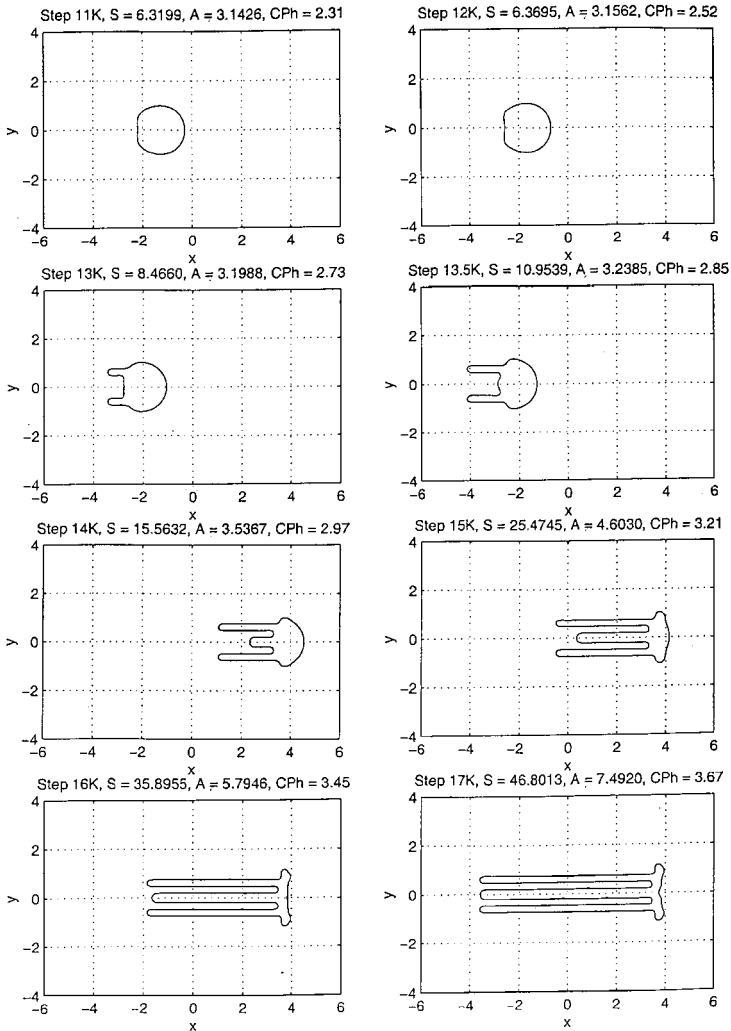 Step 11K, S = 6.3199, A = 3.1426, CPh = 2.31
4
2
y 0
−2
−4
−6 −4 −2 0 2 4 6
x
Step 12K, S = 6.3695, A = 3.1562, CPh = 2.52
4
2
y 0
−2
−4
−6 −4 −2 0 2 4 6
x
Step 13K, S = 8.4660, A = 3.1988, CPh = 2.73
4
2
y 0
−2
−4
−6 −4 −2 0 2 4 6
x
Step 13.5K, S = 10.9539, A = 3.2385, CPh = 2.85
4
2
y 0
−2
−4
−6 −4 −2 0 2 4 6
x
Step 14K, S = 15.5632, A = 3.5367, CPh = 2.97
4
2
y 0
−2
−4
−6 −4 −2 0 2 4 6
x
Step 15K, S = 25.4745, A = 4.6030, CPh = 3.21
4
2
y 0
−2
−4
−6 −4 −2 0 2 4 6
x
Step 16K, S = 35.8955, A = 5.7946, CPh = 3.45
4
2
y 0
−2
−4
−6 −4 −2 0 2 4 6
x
Step 17K, S = 46.8013, A = 7.4920, CPh = 3.67
4
2
y 0
−2
−4
−6 −4 −2 0 2 4 6
x